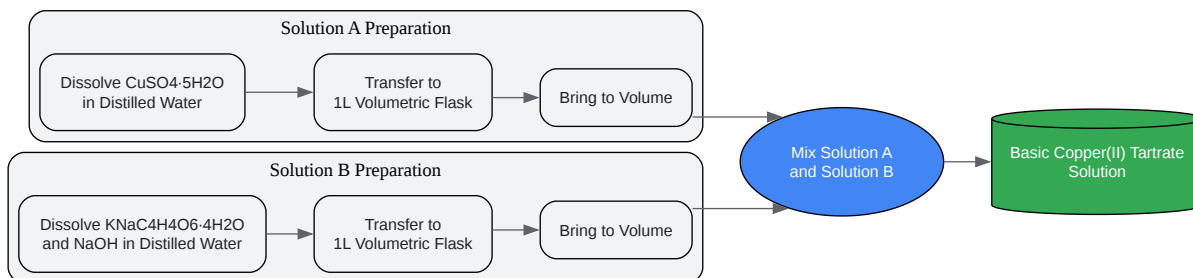 Solution A Preparation
Dissolve CuSO4·5H2O
in Distilled Water
Transfer to
1L Volumetric Flask
Bring to Volume
Solution B Preparation
Dissolve KNaC4H4O6·4H2O
and NaOH in Distilled Water
Transfer to
1L Volumetric Flask
Bring to Volume
Mix Solution A
and Solution B
Basic Copper(II) Tartrate
Solution